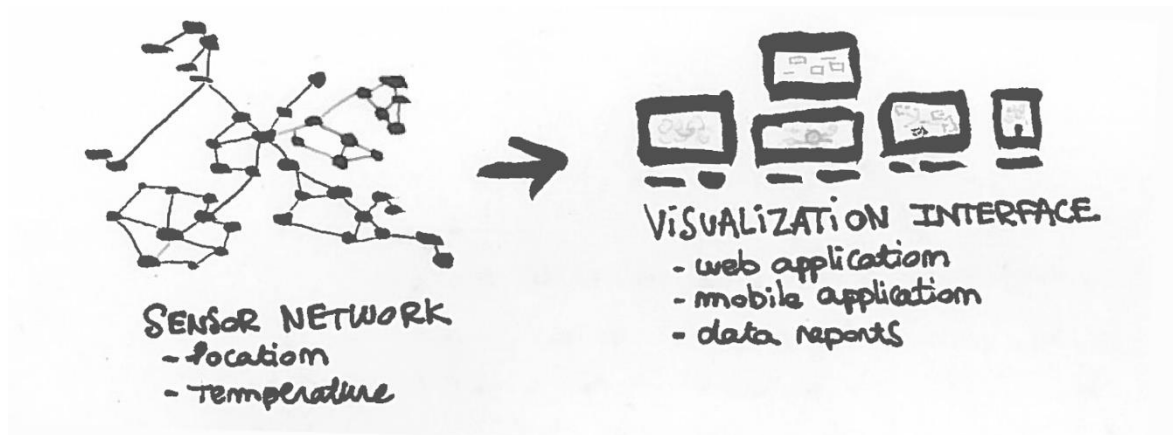 SENSOR NETWORK
- location
- Temperature
VISUALIZATION INTERFACE
- web application
- mobile application
- data reports